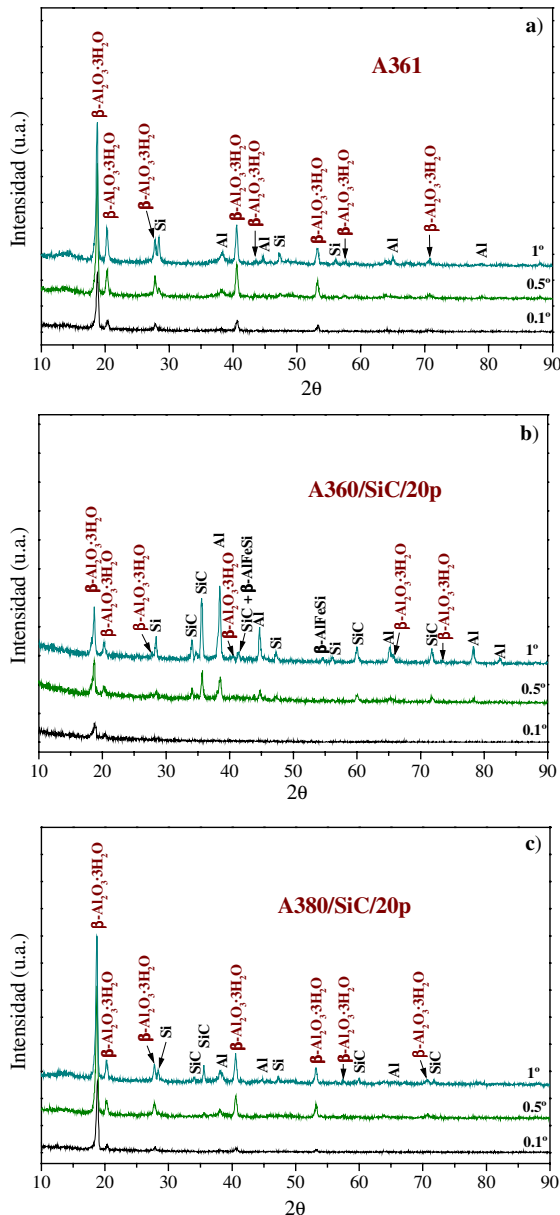 a)
A361
Intensidad (u.a.)
β-Al₂O₃·3H₂O
β-Al₂O₃·3H₂O
β-Al₂O₃·3H₂O
Si
Al
β-Al₂O₃·3H₂O
β-Al₂O₃·3H₂O
Al
Si
β-Al₂O₃·3H₂O
Si
β-Al₂O₃·3H₂O
Al
β-Al₂O₃·3H₂O
Al
1º
0.5º
0.1º
10 20 30 40 50 60 70 80 90
2θ
b)
A360/SiC/20p
Intensidad (u.a.)
β-Al₂O₃·3H₂O
β-Al₂O₃·3H₂O
β-Al₂O₃·3H₂O
Si
SiC
SiC
Al
β-Al₂O₃·3H₂O
SiC + β-AlFeSi
Al
Si
β-AlFeSi
Si
SiC
Al
β-Al₂O₃·3H₂O
SiC
β-Al₂O₃·3H₂O
Al
Al
1º
0.5º
0.1º
10 20 30 40 50 60 70 80 90
2θ
c)
A380/SiC/20p
Intensidad (u.a.)
β-Al₂O₃·3H₂O
β-Al₂O₃·3H₂O
β-Al₂O₃·3H₂O
Si
SiC
SiC
Al
β-Al₂O₃·3H₂O
Al
Si
β-Al₂O₃·3H₂O
β-Al₂O₃·3H₂O
SiC
Al
β-Al₂O₃·3H₂O
SiC
1º
0.5º
0.1º
10 20 30 40 50 60 70 80 90
2θ